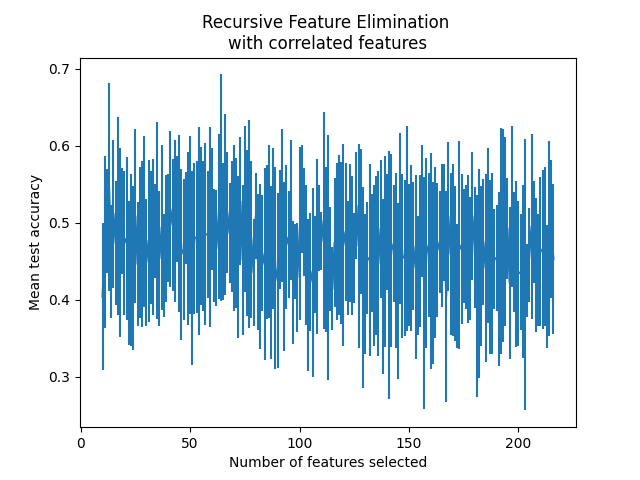 Recursive Feature Elimination
with correlated features
Mean test accuracy
0.7
0.6
0.5
0.4
0.3
0
50
100
150
200
Number of features selected